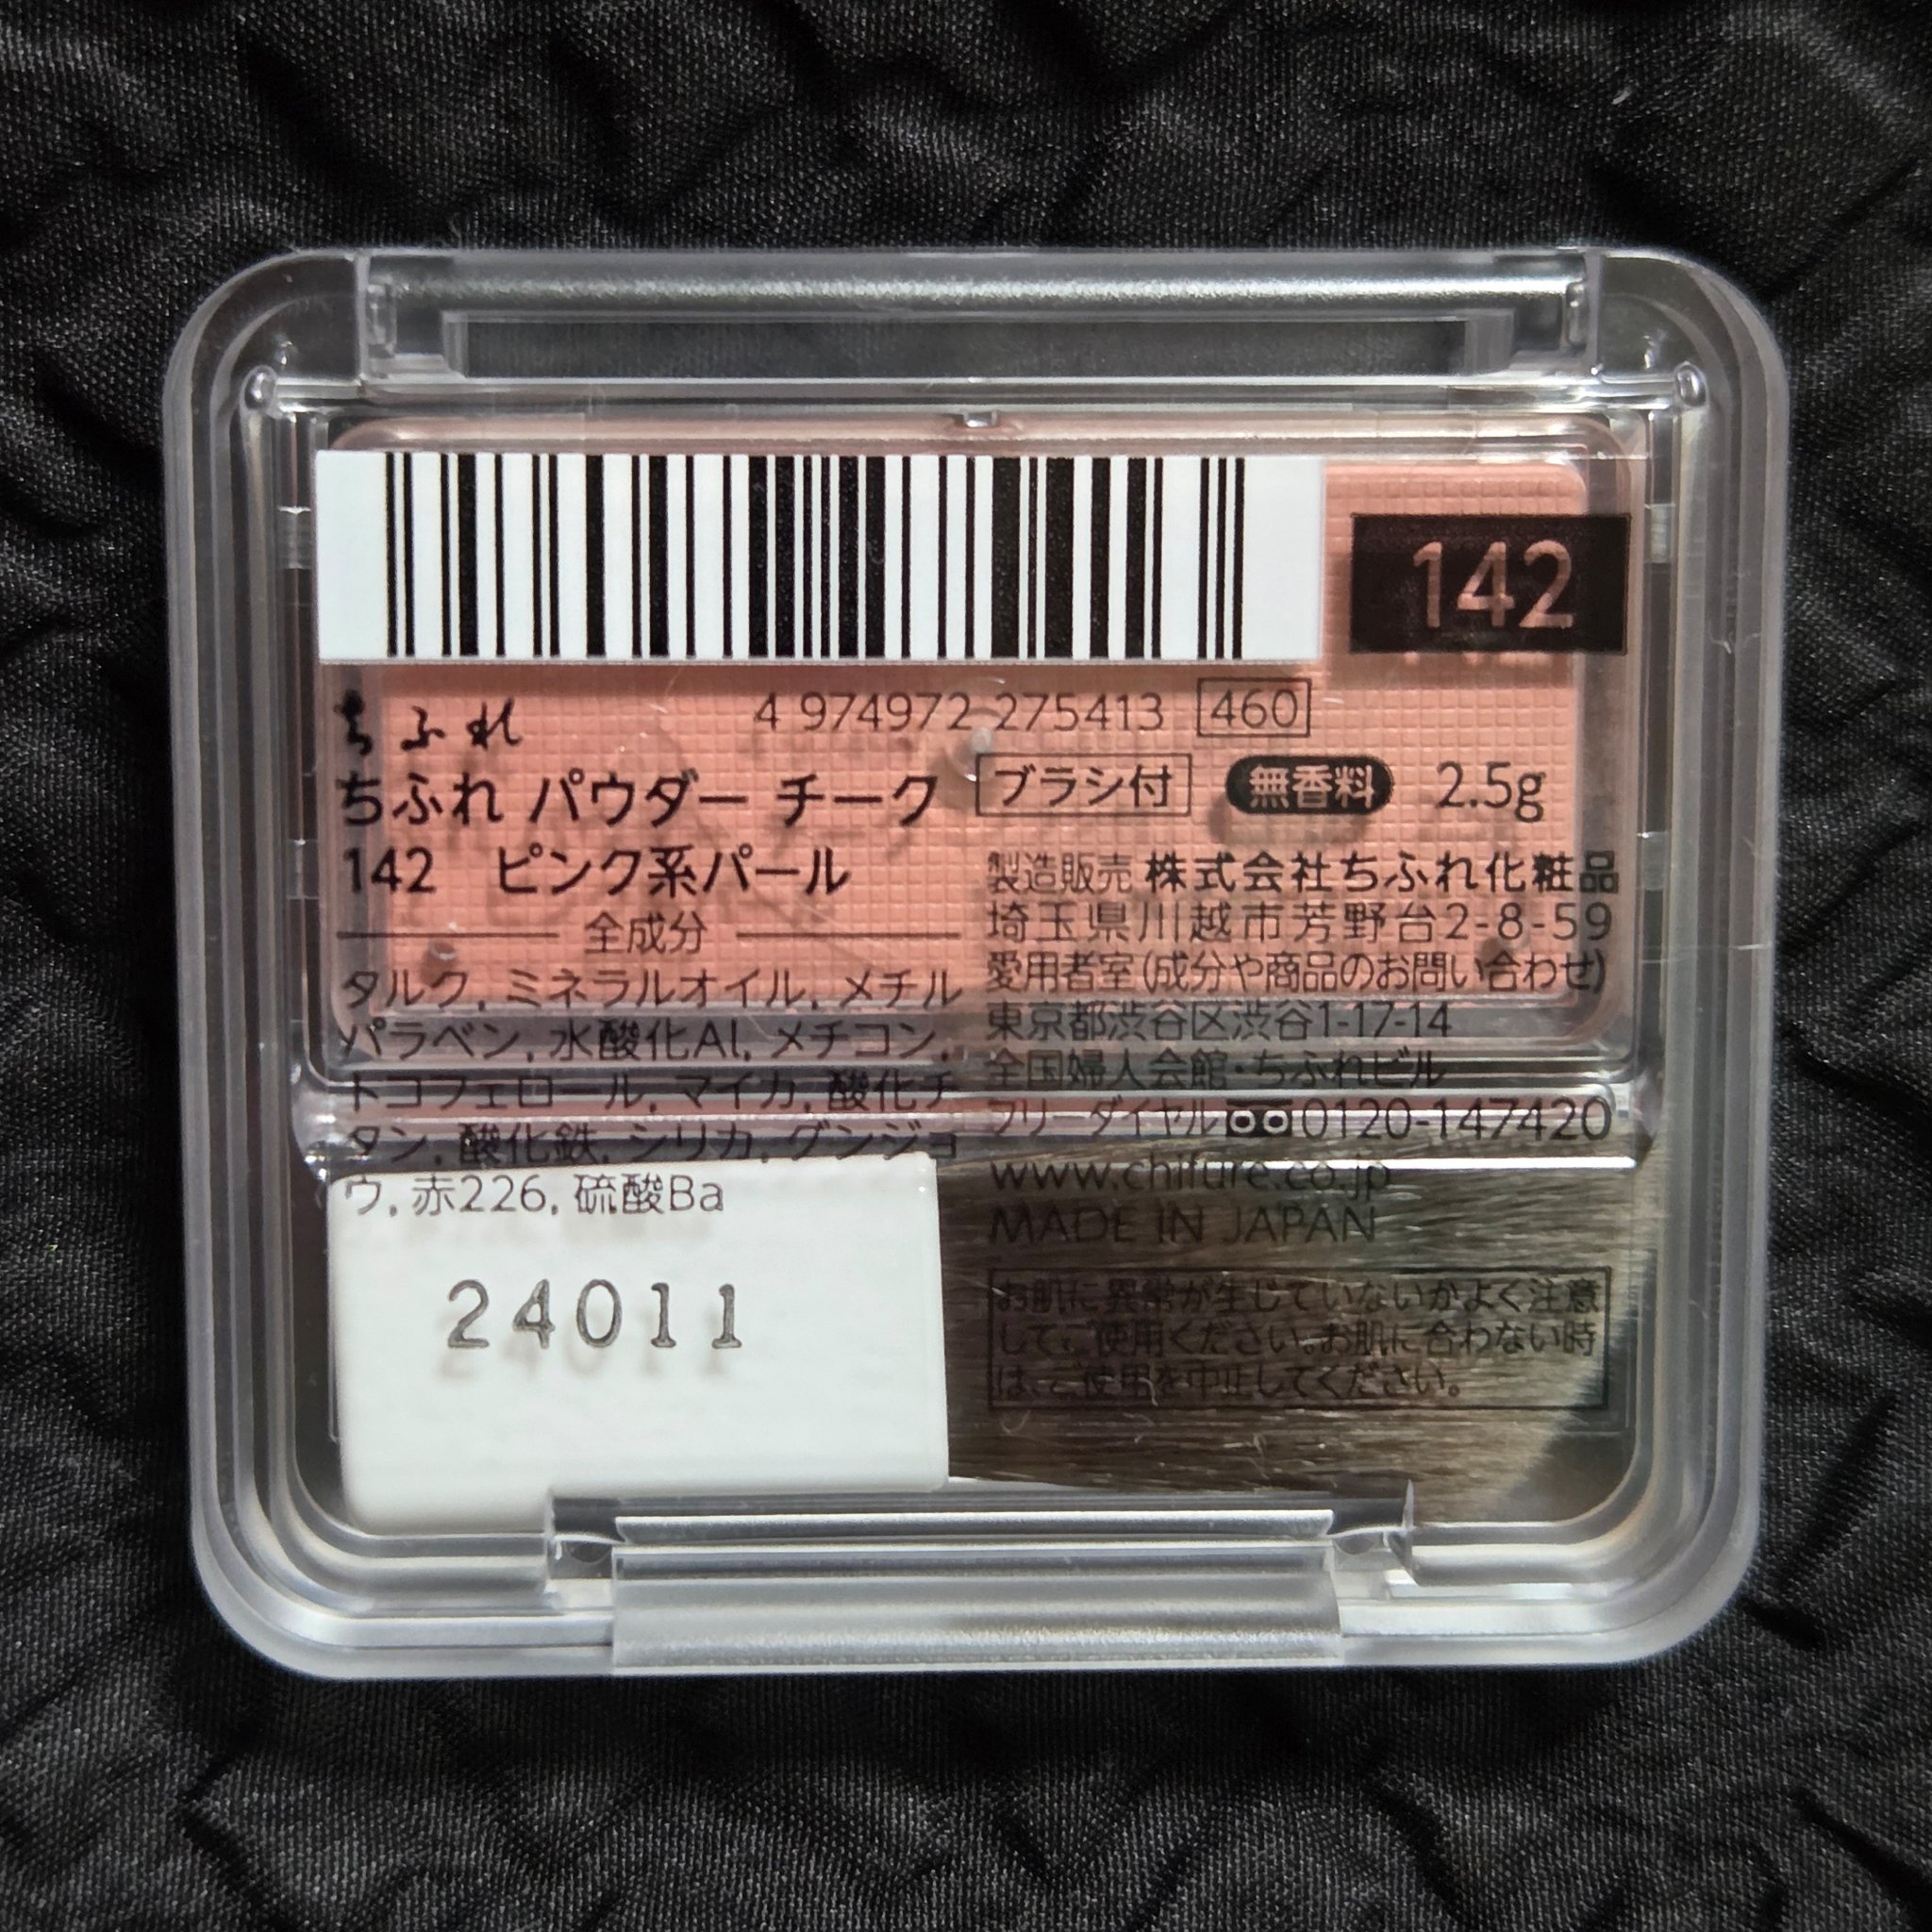 142
4 974972 275413 460
ちふれ
ちふれ パウダー チーク ブラシ付 無香料 2.5g
142 ピンク系パール
全成分
タルク, ミネラルオイル, メチル
パラベン, 水酸化Al, メチコン,
トコフェロール, マイカ, 酸化チ
タン, 酸化鉄, シリカ, グンジョ
ウ, 赤226, 硫酸Ba
24011
製造販売 株式会社ちふれ化粧品
埼玉県川越市芳野台2-8-59
愛用者室(成分や商品のお問い合わせ)
東京都渋谷区渋谷1-17-14
全国婦人会館・ちふれビル
フリーダイヤル0120-147420
www.chifure.co.jp
MADE IN JAPAN
お肌に異常が生じていないかよく注意
してご使用ください。お肌に合わない時
は、ご使用を中止してください。